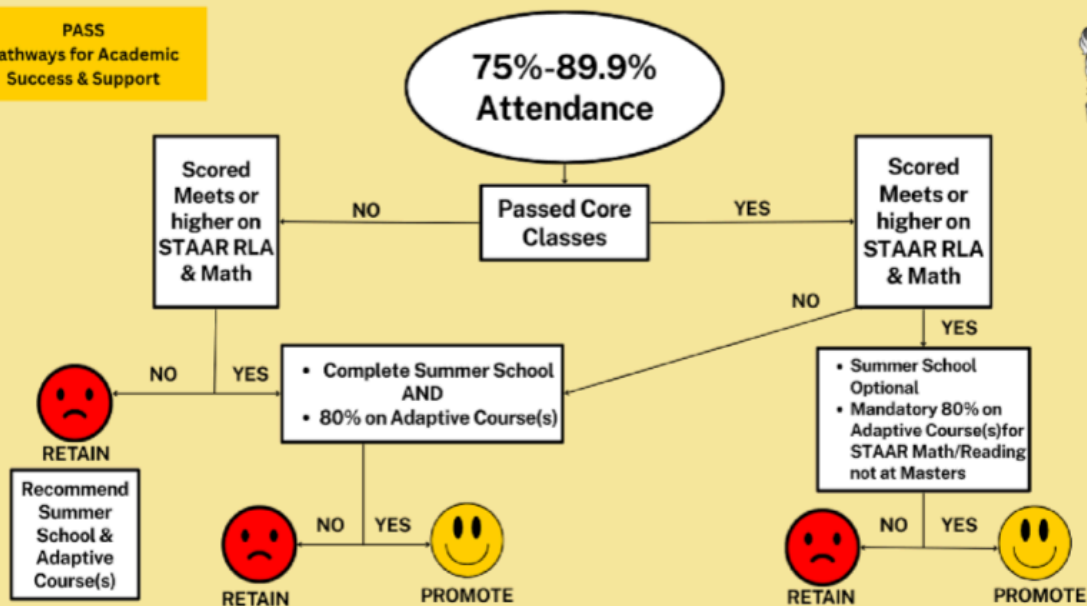 PASS
athways for Academic
Success & Support
75%-89.9%
Attendance
Scored
Meets or
higher on
STAAR RLA
& Math
NO
Passed Core
Classes
YES
Scored
Meets or
higher on
STAAR RLA
& Math
NO
YES
NO
YES
• Complete Summer School
AND
• 80% on Adaptive Course(s)
• Summer School
Optional
• Mandatory 80% on
Adaptive Course(s)for
STAAR Math/Reading
not at Masters
RETAIN
Recommend
Summer
School &
Adaptive
Course(s)
NO
YES
RETAIN
PROMOTE
NO
YES
RETAIN
PROMOTE